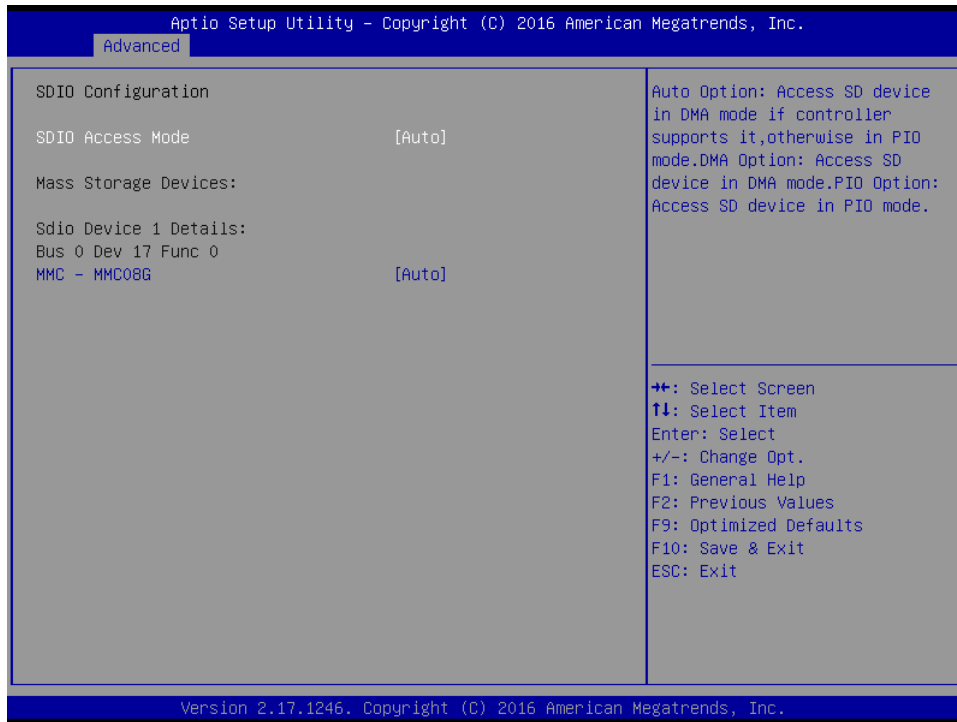 Aptio Setup Utility – Copyright (C) 2016 American Megatrends, Inc.
Advanced
SDIO Configuration
SDIO Access Mode [Auto]
Mass Storage Devices:
Sdio Device 1 Details:
Bus 0 Dev 17 Func 0
MMC – MMC08G [Auto]
Auto Option: Access SD device
in DMA mode if controller
supports it,otherwise in PIO
mode.DMA Option: Access SD
device in DMA mode.PIO Option:
Access SD device in PIO mode.
→←: Select Screen
↑↓: Select Item
Enter: Select
+/-: Change Opt.
F1: General Help
F2: Previous Values
F9: Optimized Defaults
F10: Save & Exit
ESC: Exit
Version 2.17.1246. Copyright (C) 2016 American Megatrends, Inc.